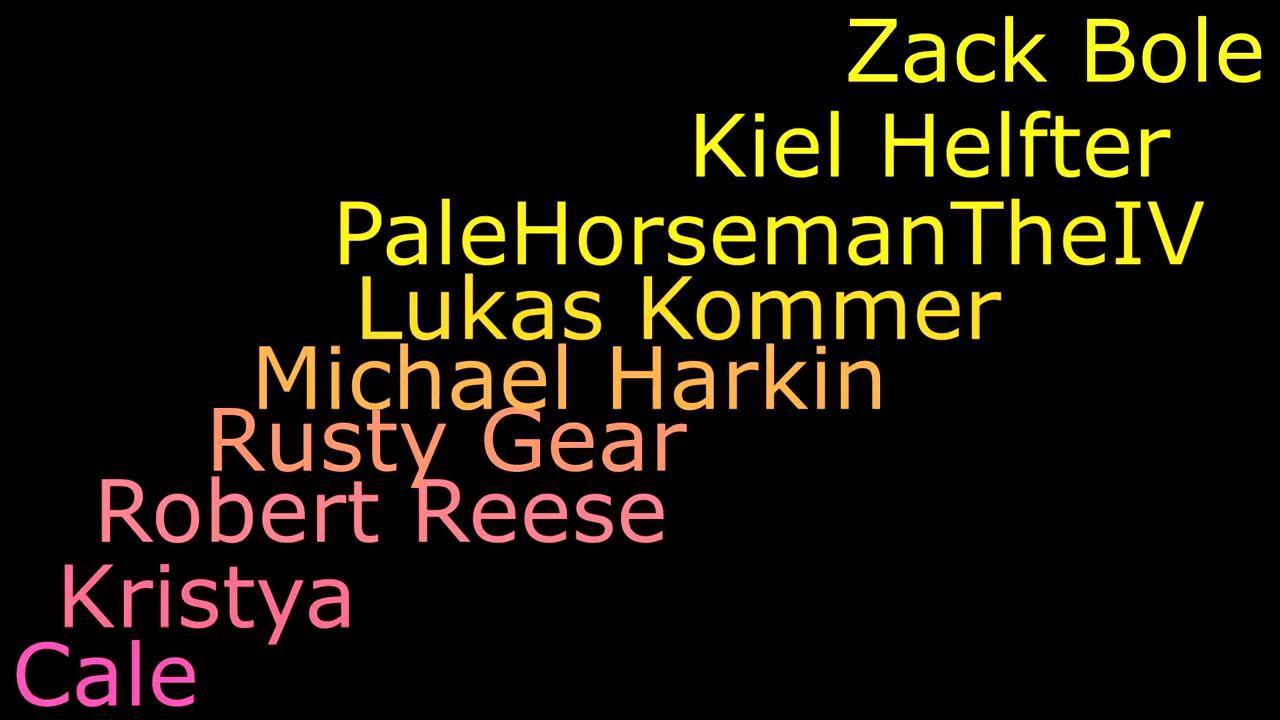 Zack Bole
Kiel Helfter
PaleHorsemanTheIV
Lukas Kommer
Michael Harkin
Rusty Gear
Robert Reese
Kristya
Cale